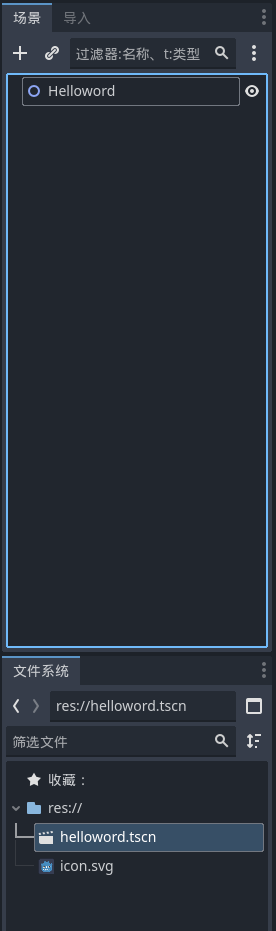 场景 导入
过滤器:名称、t:类型
Helloword
文件系统
res://helloword.tscn
筛选文件
收藏：
res://
helloword.tscn
icon.svg